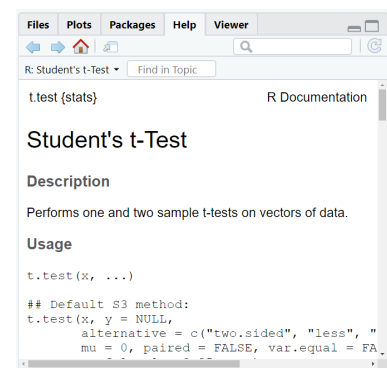 Files Plots Packages Help Viewer
R: Student's t-Test Find in Topic
t.test {stats} R Documentation
Student's t-Test
Description
Performs one and two sample t-tests on vectors of data.
Usage
t.test(x, ...)
## Default S3 method:
t.test(x, y = NULL,
       alternative = c("two.sided", "less", "
       mu = 0, paired = FALSE, var.equal = FA